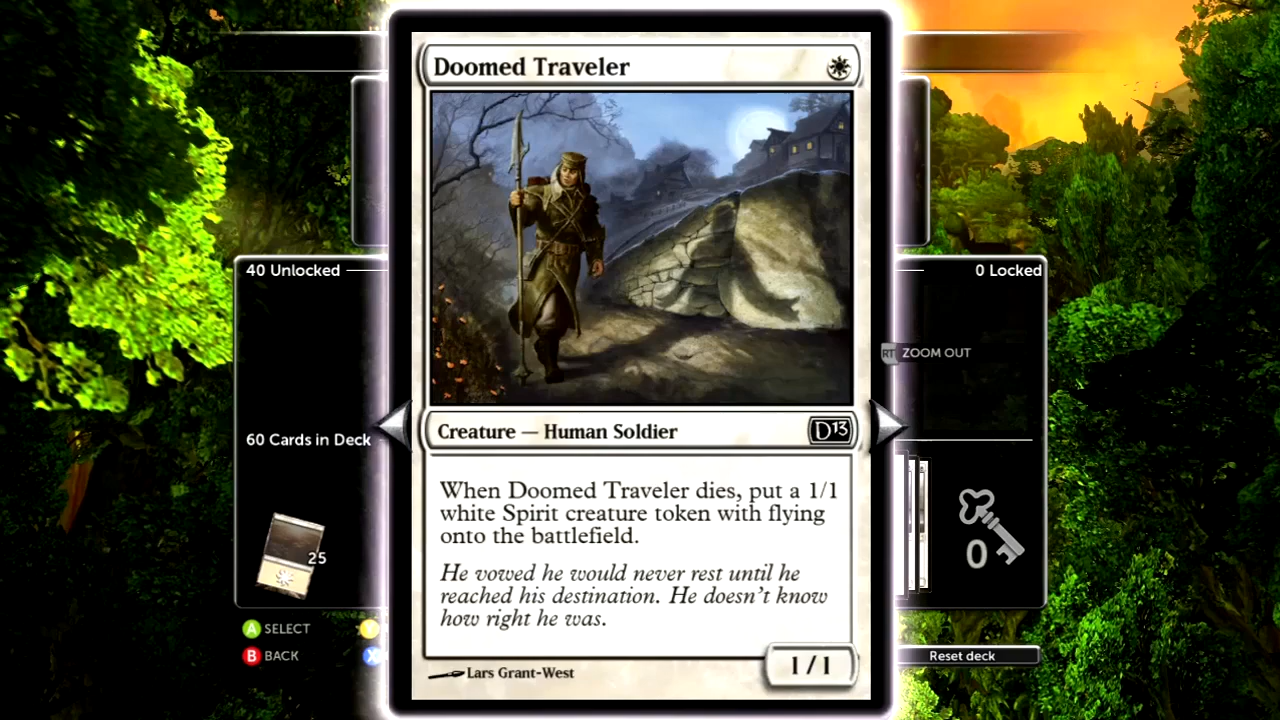 Doomed Traveler
40 Unlocked
0 Locked
RT ZOOM OUT
Creature — Human Soldier
D13
60 Cards in Deck
When Doomed Traveler dies, put a 1/1
white Spirit creature token with flying
onto the battlefield.
25
0
He vowed he would never rest until he
reached his destination. He doesn't know
how right he was.
A SELECT
Y
B BACK
X
Reset deck
Lars Grant-West
1/1